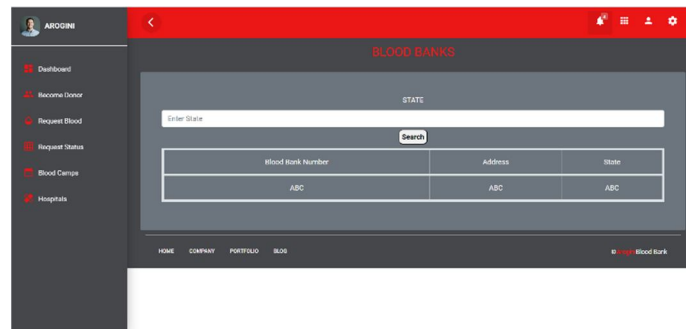 AROGINI
Dashboard
Become Donor
Request Blood
Request Status
Blood Camps
Hospitals
BLOOD BANKS
STATE
Enter State
Search
Blood Bank Number Address State
ABC ABC ABC
HOME COMPANY PORTFOLIO BLOG
Blood Bank